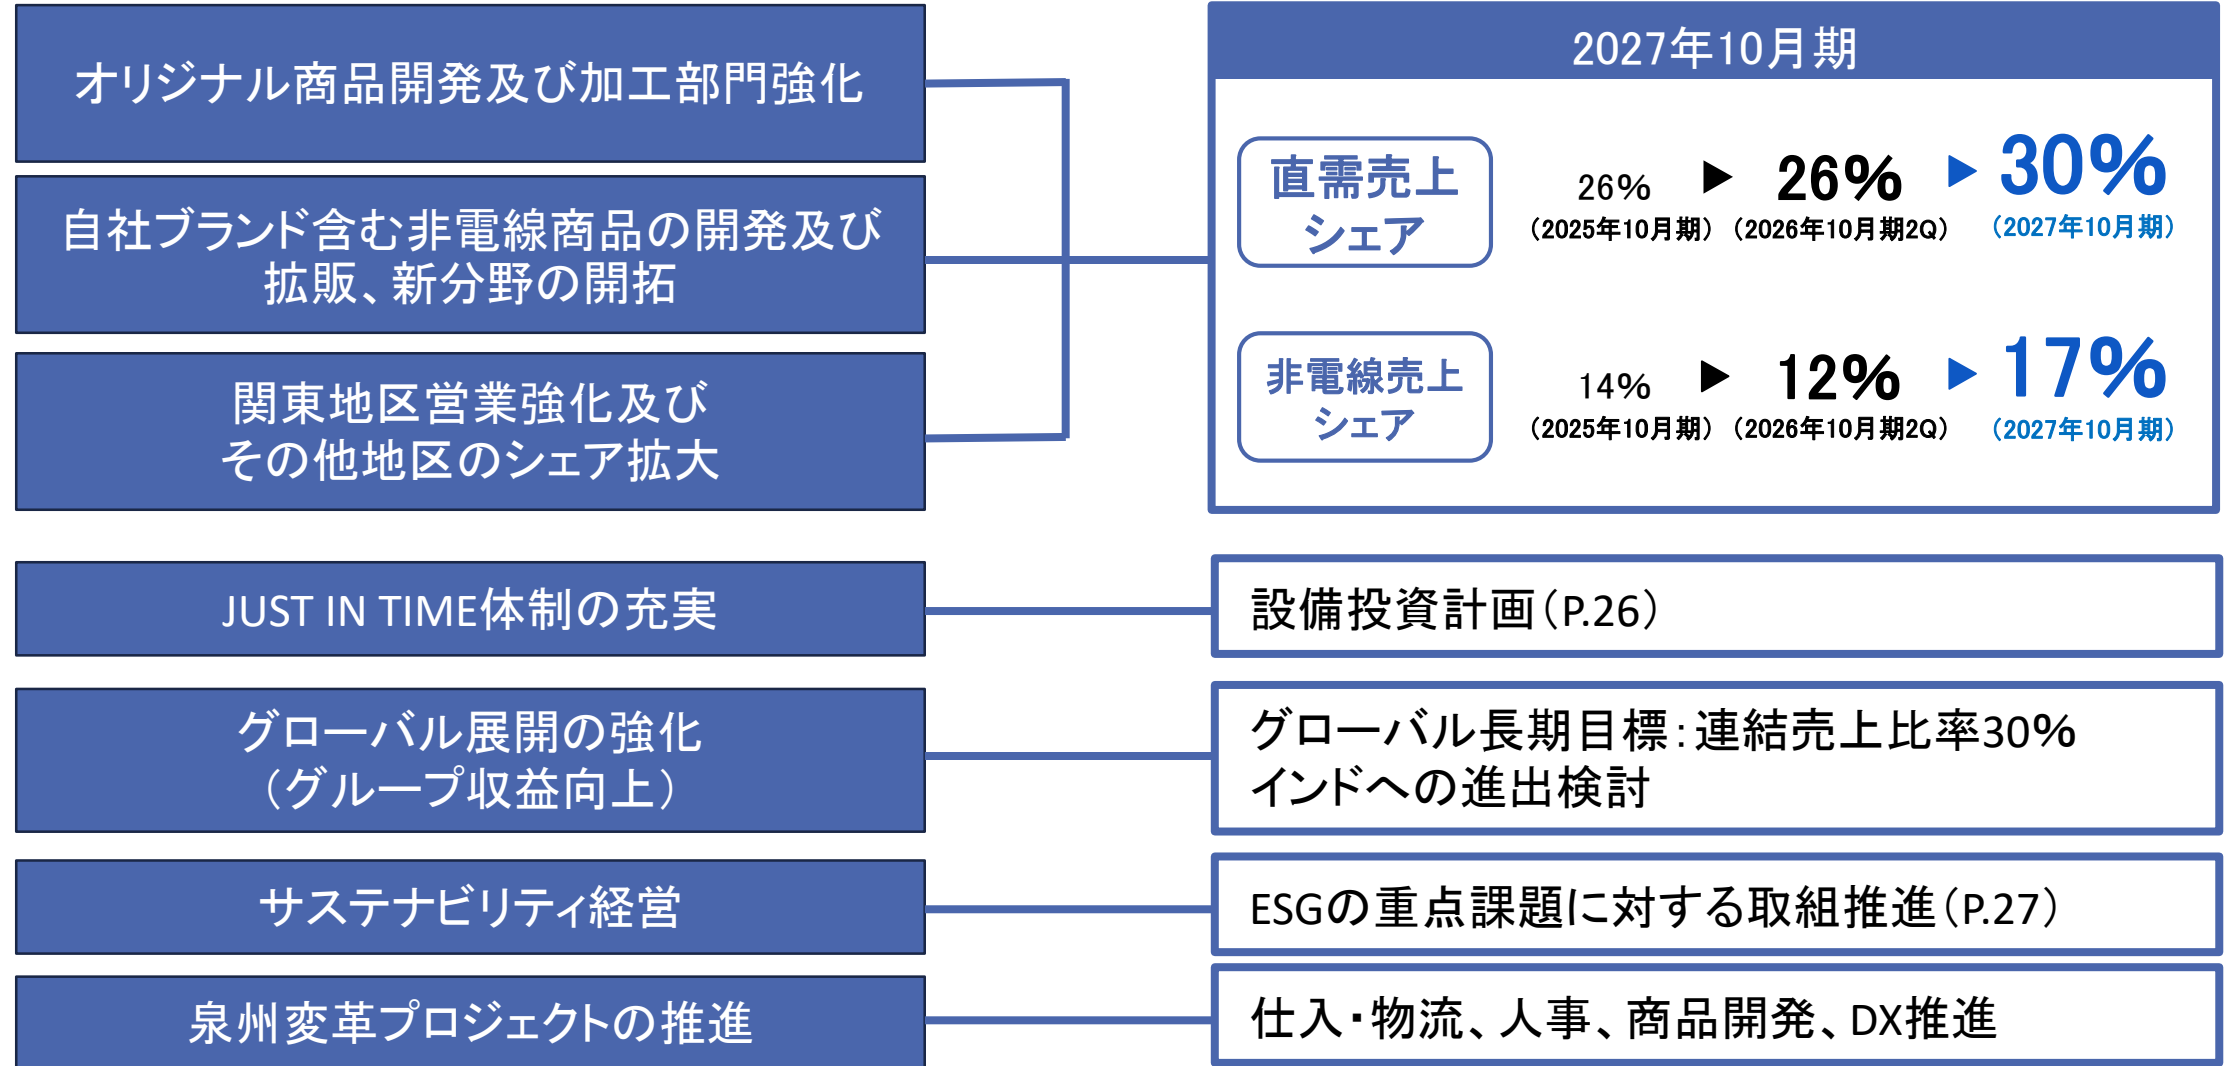 オリジナル商品開発及び加工部門強化
自社ブランド含む非電線商品の開発及び
拡販、新分野の開拓
関東地区営業強化及び
その他地区のシェア拡大
2027年10月期
直需売上
シェア
26% ▶ 26% ▶ 30%
（2025年10月期）（2026年10月期2Q）（2027年10月期）
非電線売上
シェア
14% ▶ 12% ▶ 17%
（2025年10月期）（2026年10月期2Q）（2027年10月期）
JUST IN TIME体制の充実
設備投資計画（P.26）
グローバル展開の強化
（グループ収益向上）
グローバル長期目標：連結売上比率30%
インドへの進出検討
サステナビリティ経営
ESGの重点課題に対する取組推進（P.27）
泉州変革プロジェクトの推進
仕入・物流、人事、商品開発、DX推進